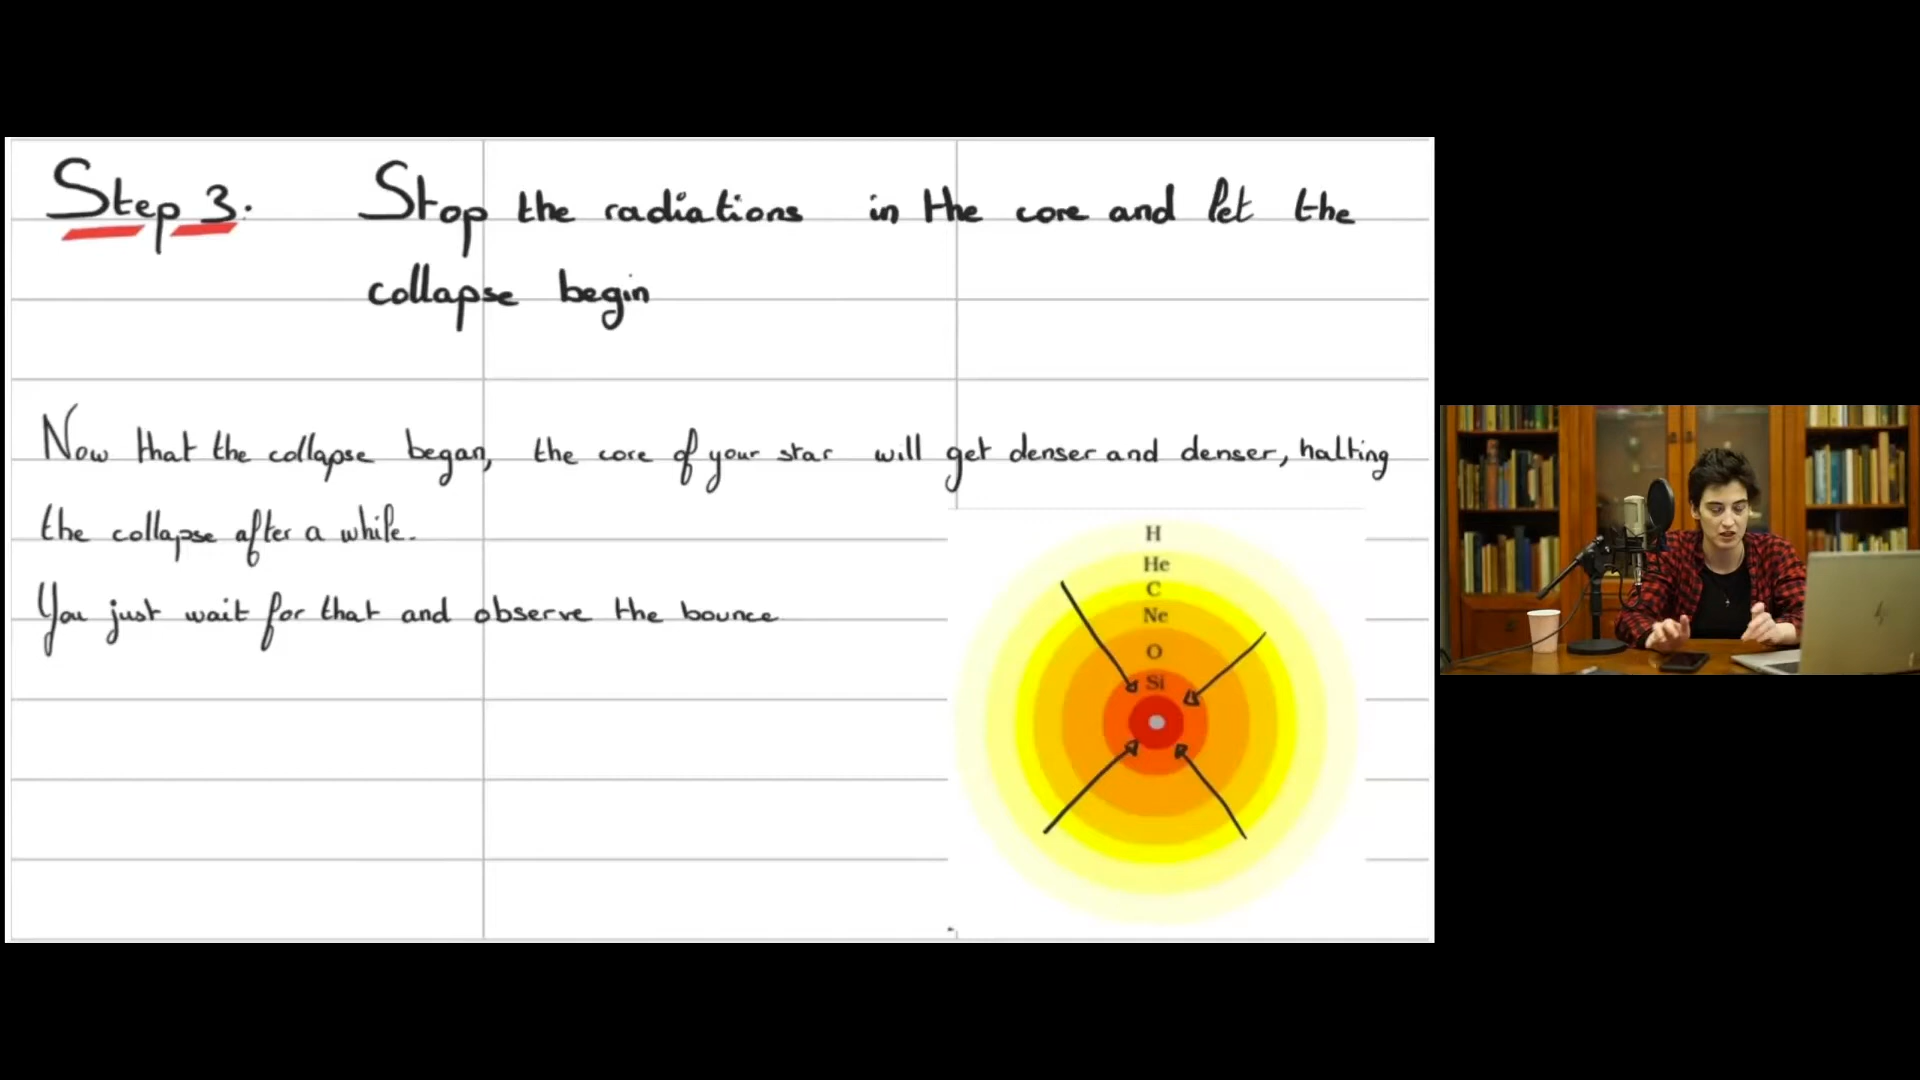 Step 3. Stop the radiations in the core and let the
collapse begin
Now that the collapse began, the core of your star will get denser and denser, halting
the collapse after a while.
You just wait for that and observe the bounce
H
He
C
Ne
O
Si